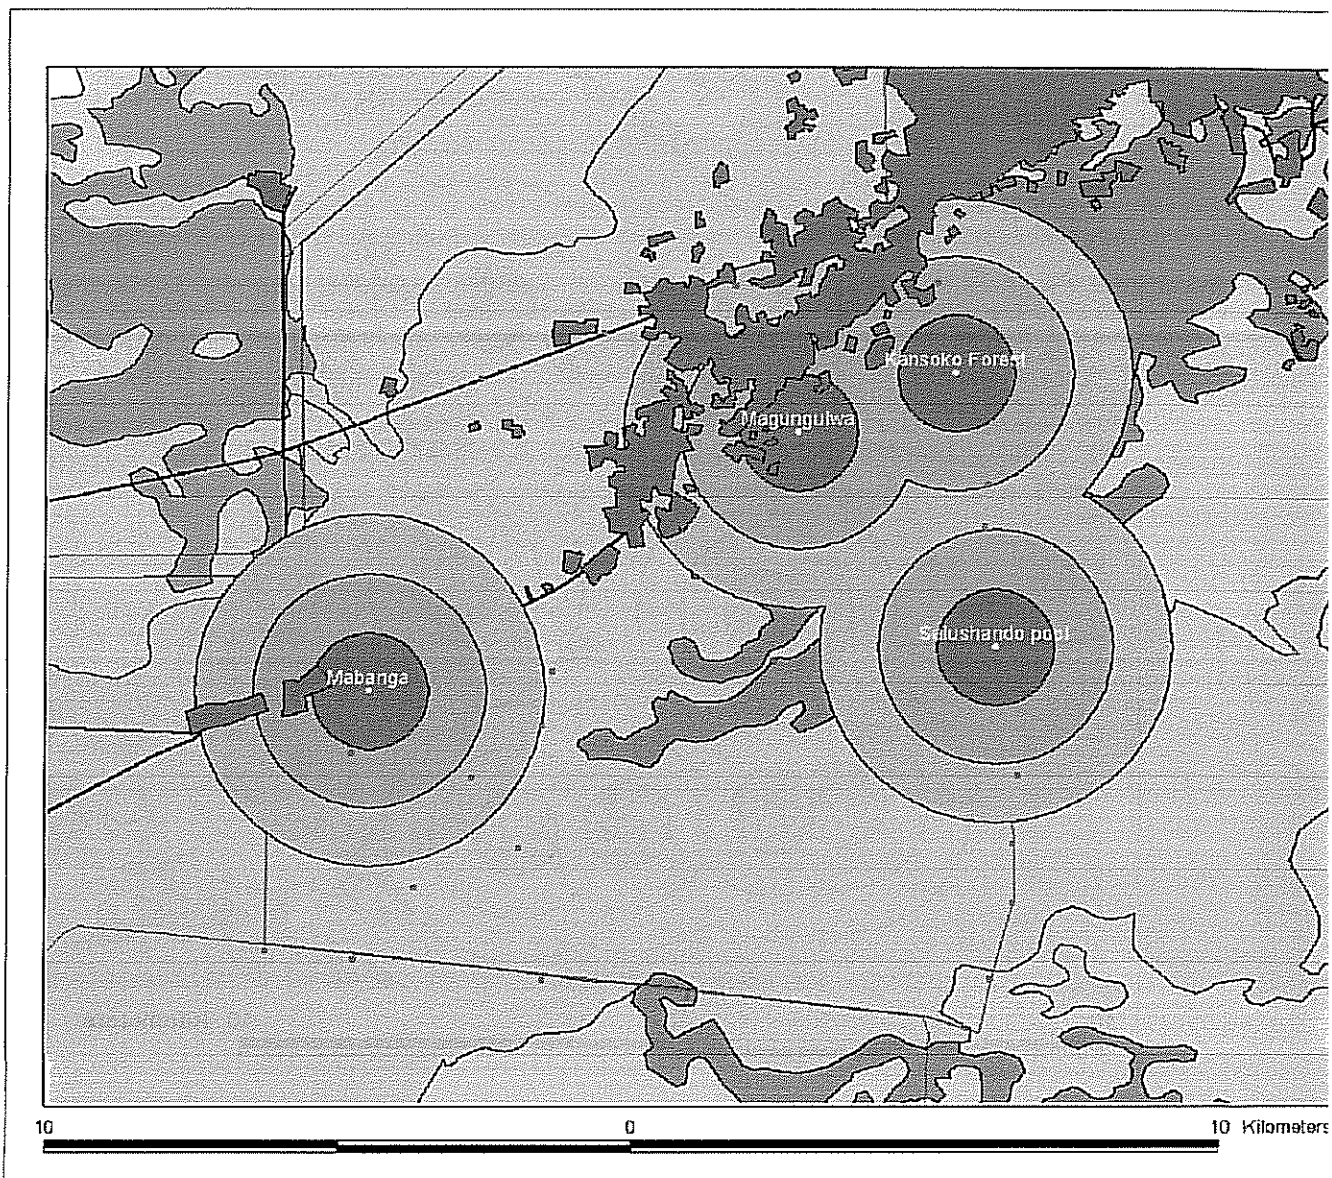 Kansoko Forest
Magungulwa
Salushando pool
Mabanga
10 0 10 Kilometers